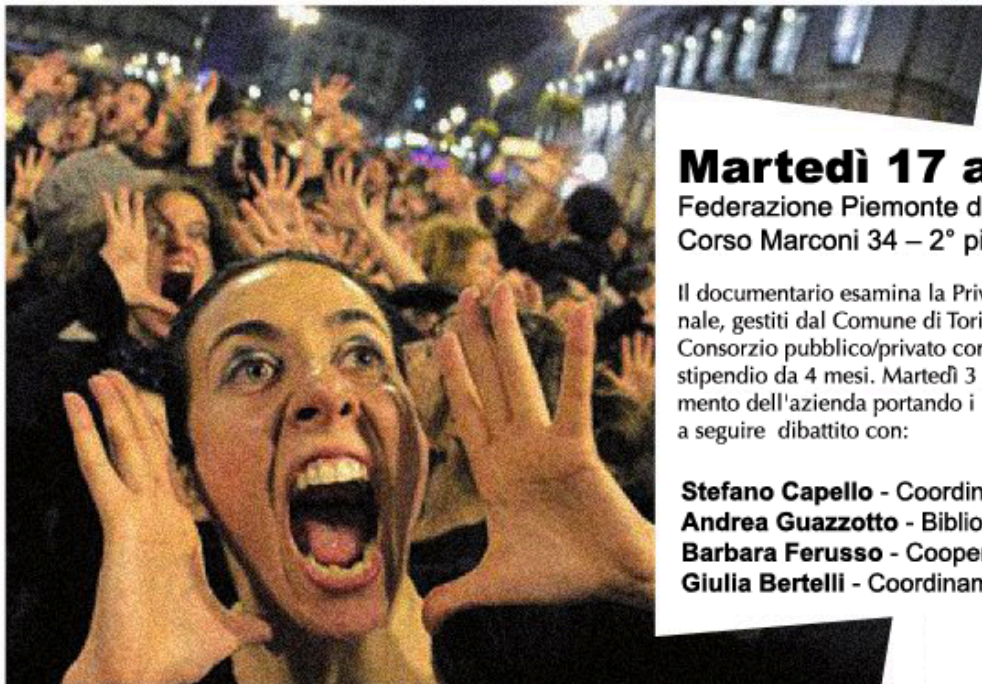 Martedì 17 a
Federazione Piemonte d
Corso Marconi 34 – 2° pi
Il documentario esamina la Priv
nale, gestiti dal Comune di Tori
Consorzio pubblico/privato con
stipendio da 4 mesi. Martedì 3
mento dell'azienda portando i
a seguire dibattito con:
Stefano Capello - Coordin
Andrea Guazzotto - Biblio
Barbara Ferusso - Cooper
Giulia Bertelli - Coordinam